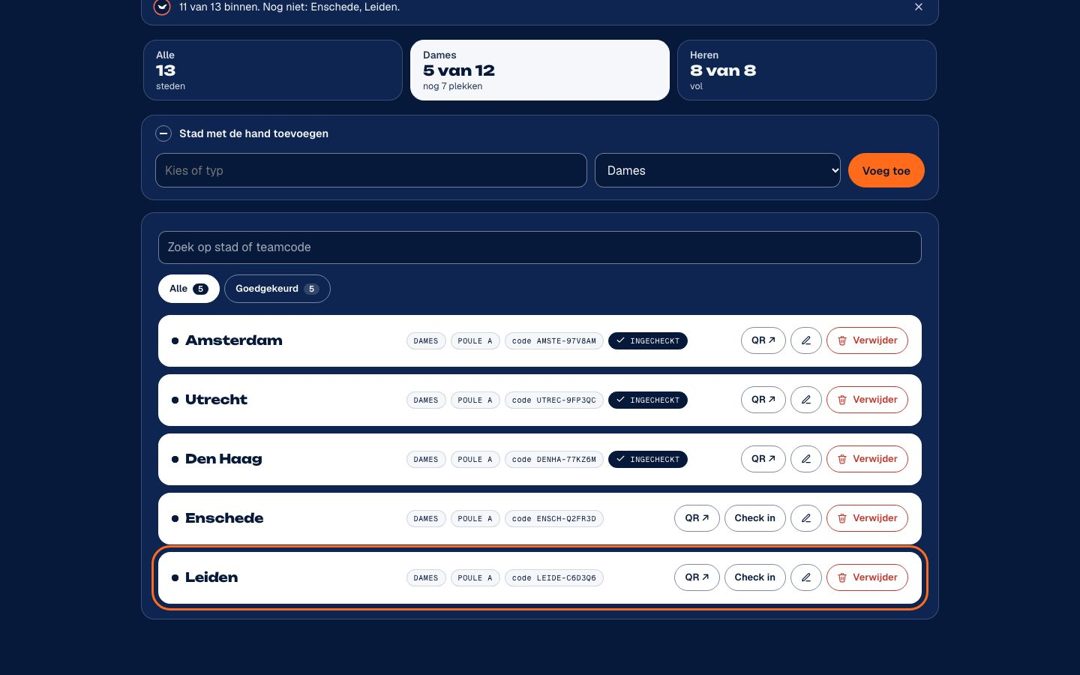 11 van 13 binnen. Nog niet: Enschede, Leiden.
Alle
13
steden
Dames
5 van 12
nog 7 plekken
Heren
8 van 8
vol
Stad met de hand toevoegen
Kies of typ
Dames
Voeg toe
Zoek op stad of teamcode
Alle 5
Goedgekeurd 5
Amsterdam DAMES POULE A code AMSTE-97V8AM INGECHECKT QR Verwijder
Utrecht DAMES POULE A code UTREC-9FP3QC INGECHECKT QR Verwijder
Den Haag DAMES POULE A code DENHA-77KZ6M INGECHECKT QR Verwijder
Enschede DAMES POULE A code ENSCH-Q2FR3D QR Check in Verwijder
Leiden DAMES POULE A code LEIDE-C6D3Q6 QR Check in Verwijder